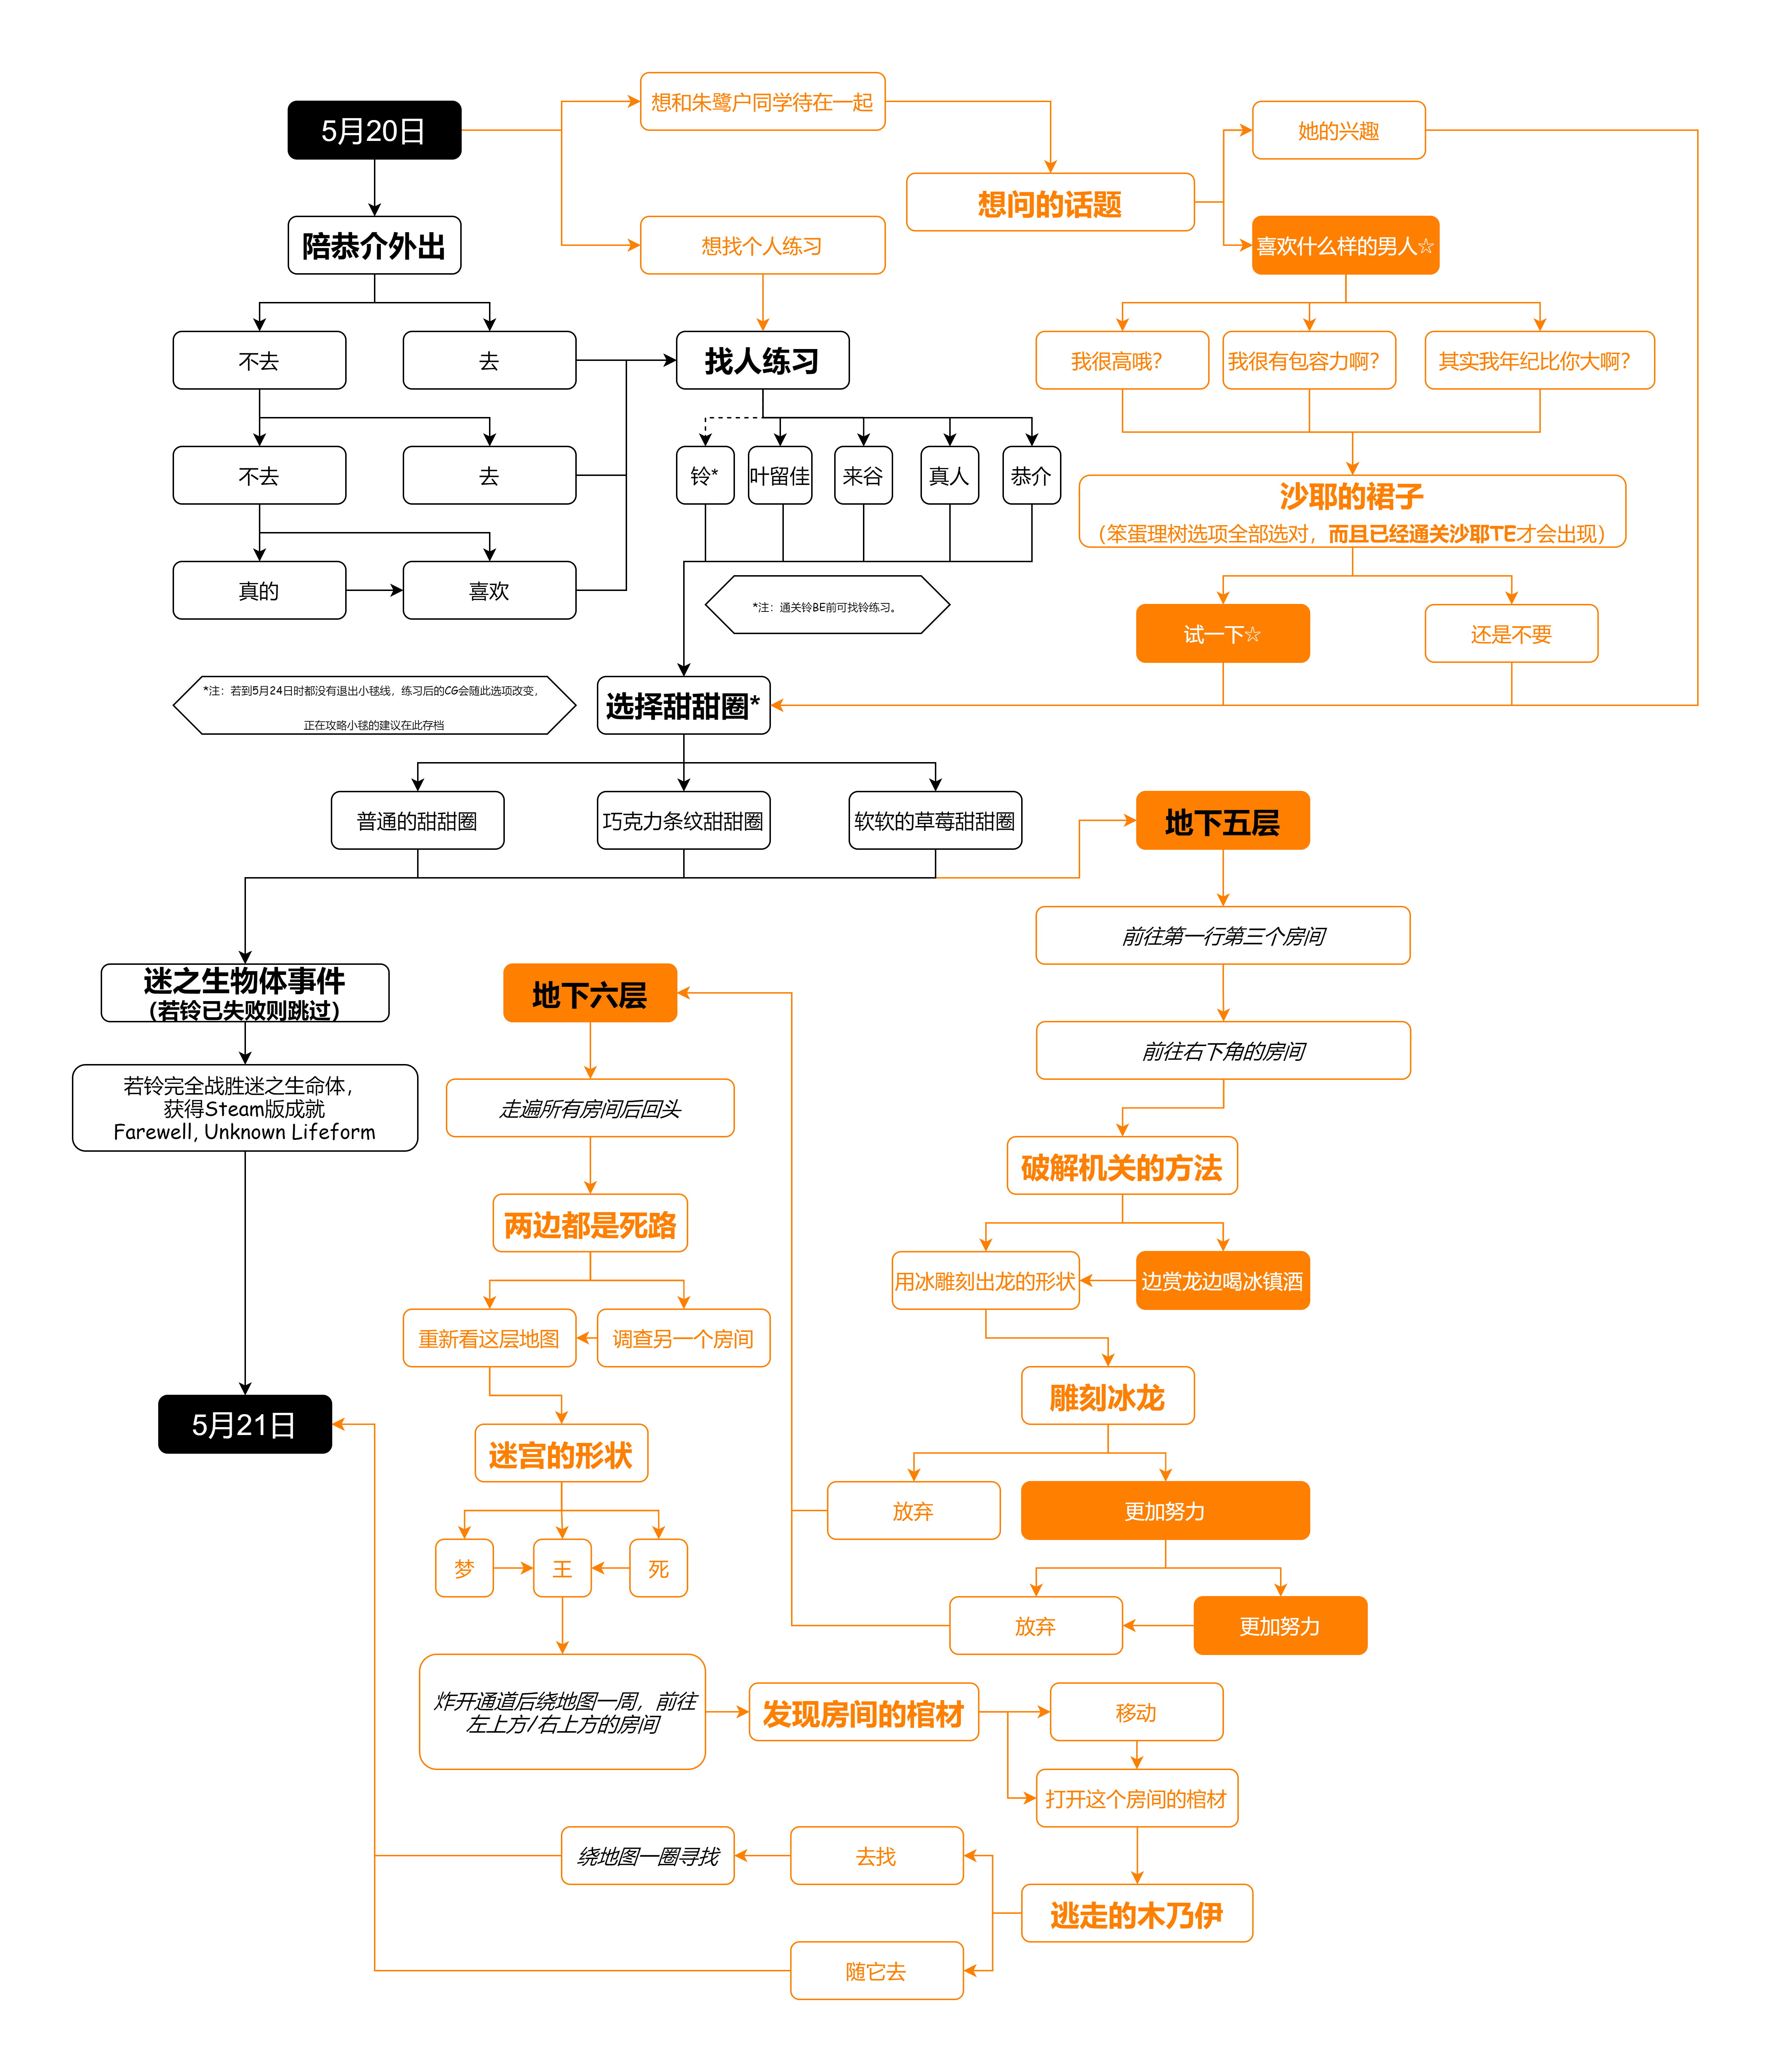 5月20日
想和朱鹭户同学待在一起
她的兴趣
想问的话题
陪恭介外出
想找个人练习
喜欢什么样的男人☆
不去
去
找人练习
我很高哦？
我很有包容力啊？
其实我年纪比你大啊？
不去
去
铃*
叶留佳
来谷
真人
恭介
沙耶的裙子
（笨蛋理树选项全部选对，而且已经通关沙耶TE才会出现）
真的
喜欢
*注：通关铃BE前可找铃练习。
试一下☆
还是不要
*注：若到5月24日时都没有退出小毬线，练习后的CG会随此选项改变，
正在攻略小毬的建议在此存档
选择甜甜圈*
普通的甜甜圈
巧克力条纹甜甜圈
软软的草莓甜甜圈
地下五层
前往第一行第三个房间
迷之生物体事件
（若铃已失败则跳过）
地下六层
前往右下角的房间
若铃完全战胜迷之生命体，
获得Steam版成就
Farewell, Unknown Lifeform
走遍所有房间后回头
破解机关的方法
两边都是死路
用冰雕刻出龙的形状
边赏龙边喝冰镇酒
重新看这层地图
调查另一个房间
雕刻冰龙
5月21日
迷宫的形状
放弃
更加努力
梦
王
死
放弃
更加努力
炸开通道后绕地图一周，前往
左上方/右上方的房间
发现房间的棺材
移动
打开这个房间的棺材
绕地图一圈寻找
去找
逃走的木乃伊
随它去